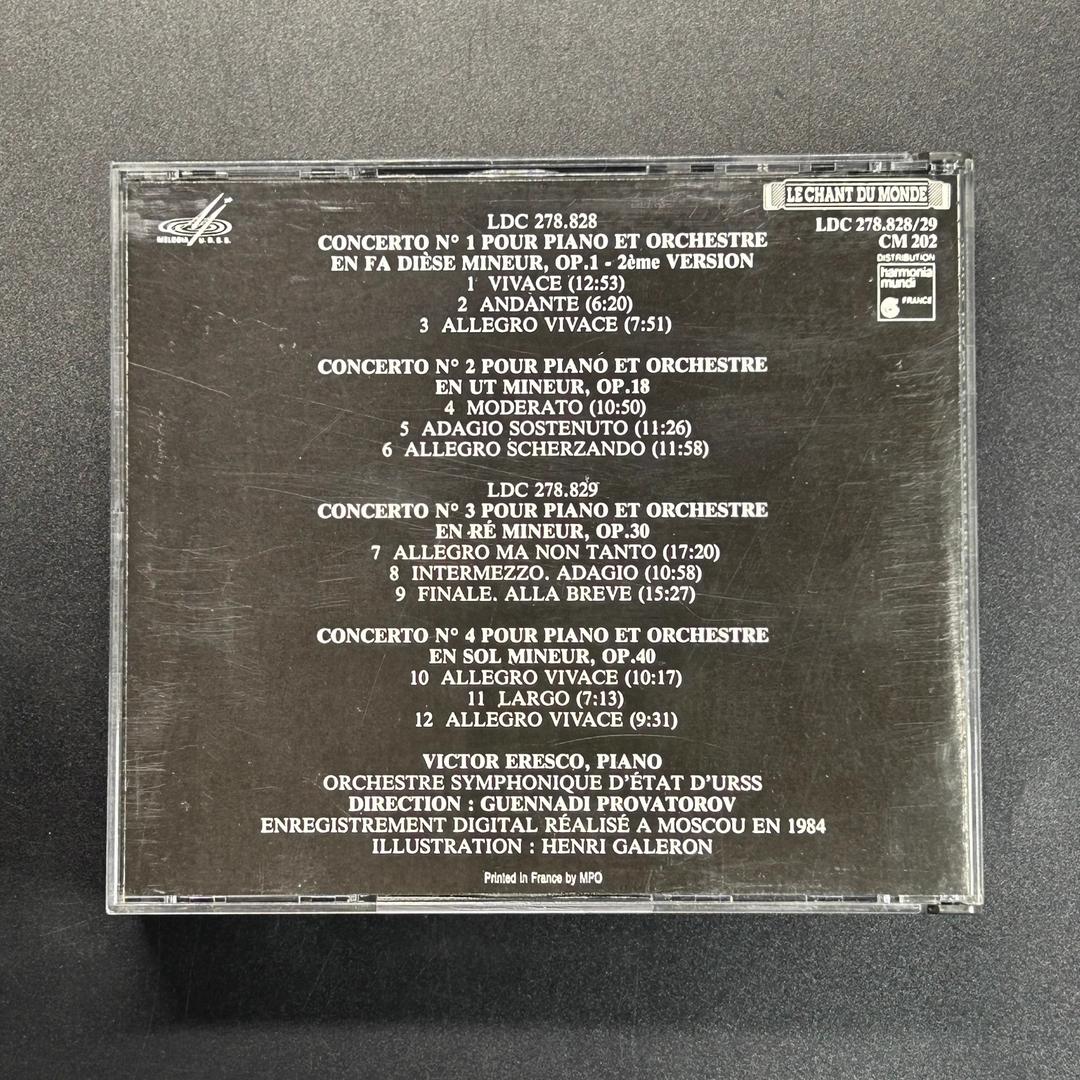 LE CHANT DU MONDE
LDC 278.828/29
CM 202
DISTRIBUTION
harmonia
mundi
FRANCE
MELODIA U.R.S.S.
LDC 278.828
CONCERTO N° 1 POUR PIANO ET ORCHESTRE
EN FA DIÈSE MINEUR, OP.1 - 2ème VERSION
1 VIVACE (12:53)
2 ANDANTE (6:20)
3 ALLEGRO VIVACE (7:51)
CONCERTO N° 2 POUR PIANO ET ORCHESTRE
EN UT MINEUR, OP.18
4 MODERATO (10:50)
5 ADAGIO SOSTENUTO (11:26)
6 ALLEGRO SCHERZANDO (11:58)
LDC 278.829
CONCERTO N° 3 POUR PIANO ET ORCHESTRE
EN RÉ MINEUR, OP.30
7 ALLEGRO MA NON TANTO (17:20)
8 INTERMEZZO. ADAGIO (10:58)
9 FINALE. ALLA BREVE (15:27)
CONCERTO N° 4 POUR PIANO ET ORCHESTRE
EN SOL MINEUR, OP.40
10 ALLEGRO VIVACE (10:17)
11 LARGO (7:13)
12 ALLEGRO VIVACE (9:31)
VICTOR ERESCO, PIANO
ORCHESTRE SYMPHONIQUE D'ÉTAT D'URSS
DIRECTION : GUENNADI PROVATOROV
ENREGISTREMENT DIGITAL RÉALISÉ A MOSCOU EN 1984
ILLUSTRATION : HENRI GALERON
Printed in France by MPO